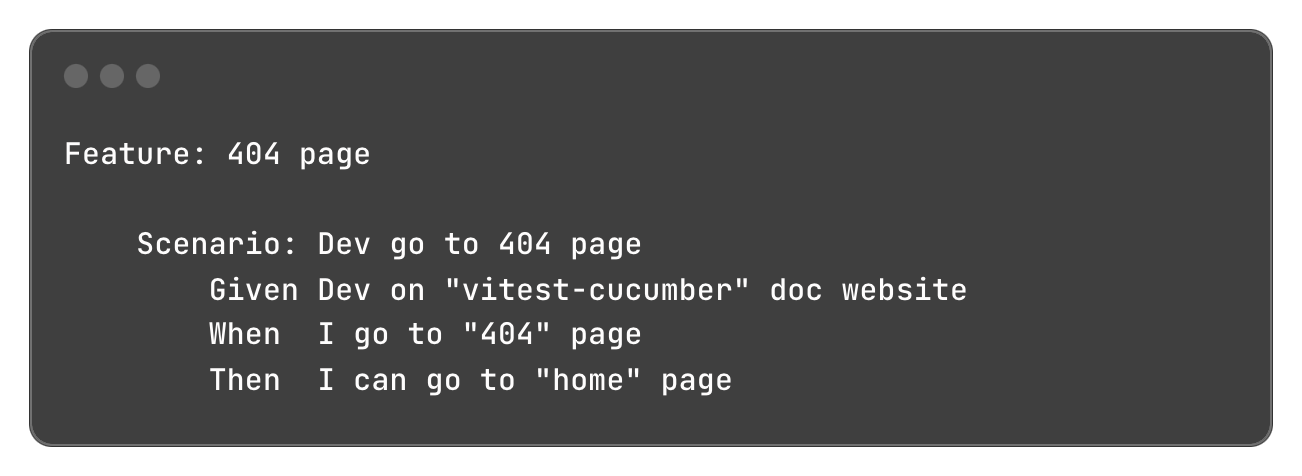 Feature: 404 page
Scenario: Dev go to 404 page
Given Dev on "vitest-cucumber" doc website
When  I go to "404" page
Then  I can go to "home" page